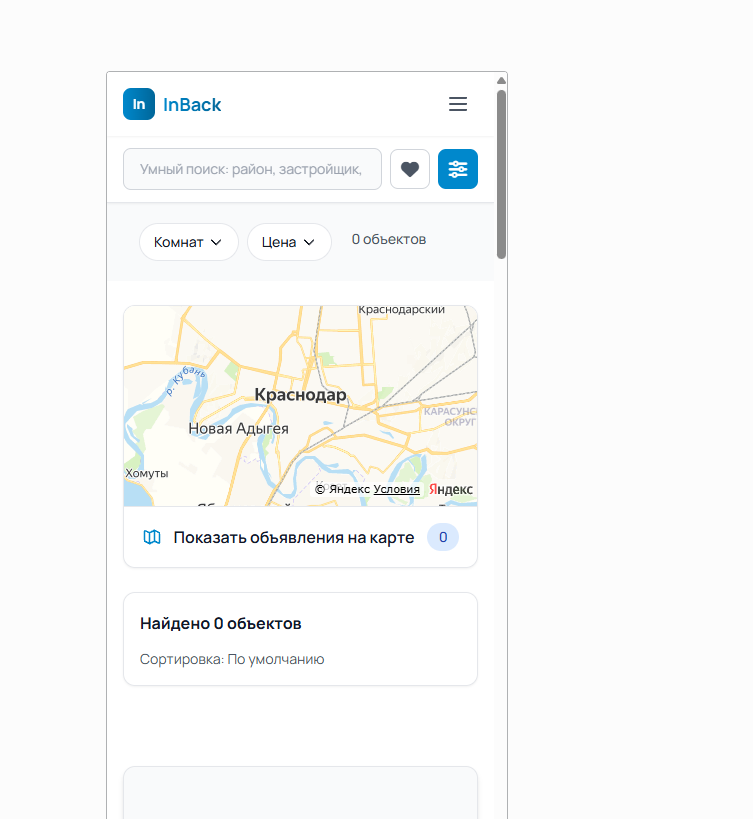 In InBack
Умный поиск: район, застройщик,
Комнат Цена 0 объектов
Краснодарский
р. Кубань
Краснодар
КАРАСУНС
ОКРУГ
Новая Адыгея
Хомуты
© Яндекс Условия Яндекс
Показать объявления на карте 0
Найдено 0 объектов
Сортировка: По умолчанию